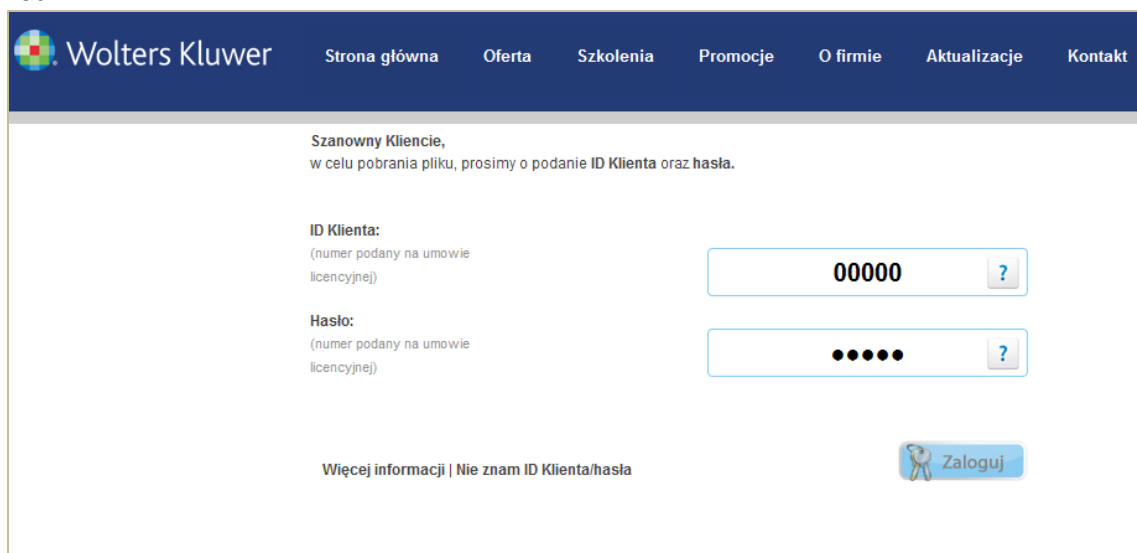 Wolters Kluwer Strona główna Oferta Szkolenia Promocje O firmie Aktualizacje Kontakt
Szanowny Kliencie,
w celu pobrania pliku, prosimy o podanie ID Klienta oraz hasła.
ID Klienta:
(numer podany na umowie
licencyjnej)
00000 ?
Hasło:
(numer podany na umowie
licencyjnej)
●●●●● ?
Więcej informacji | Nie znam ID Klienta/hasła
Zaloguj